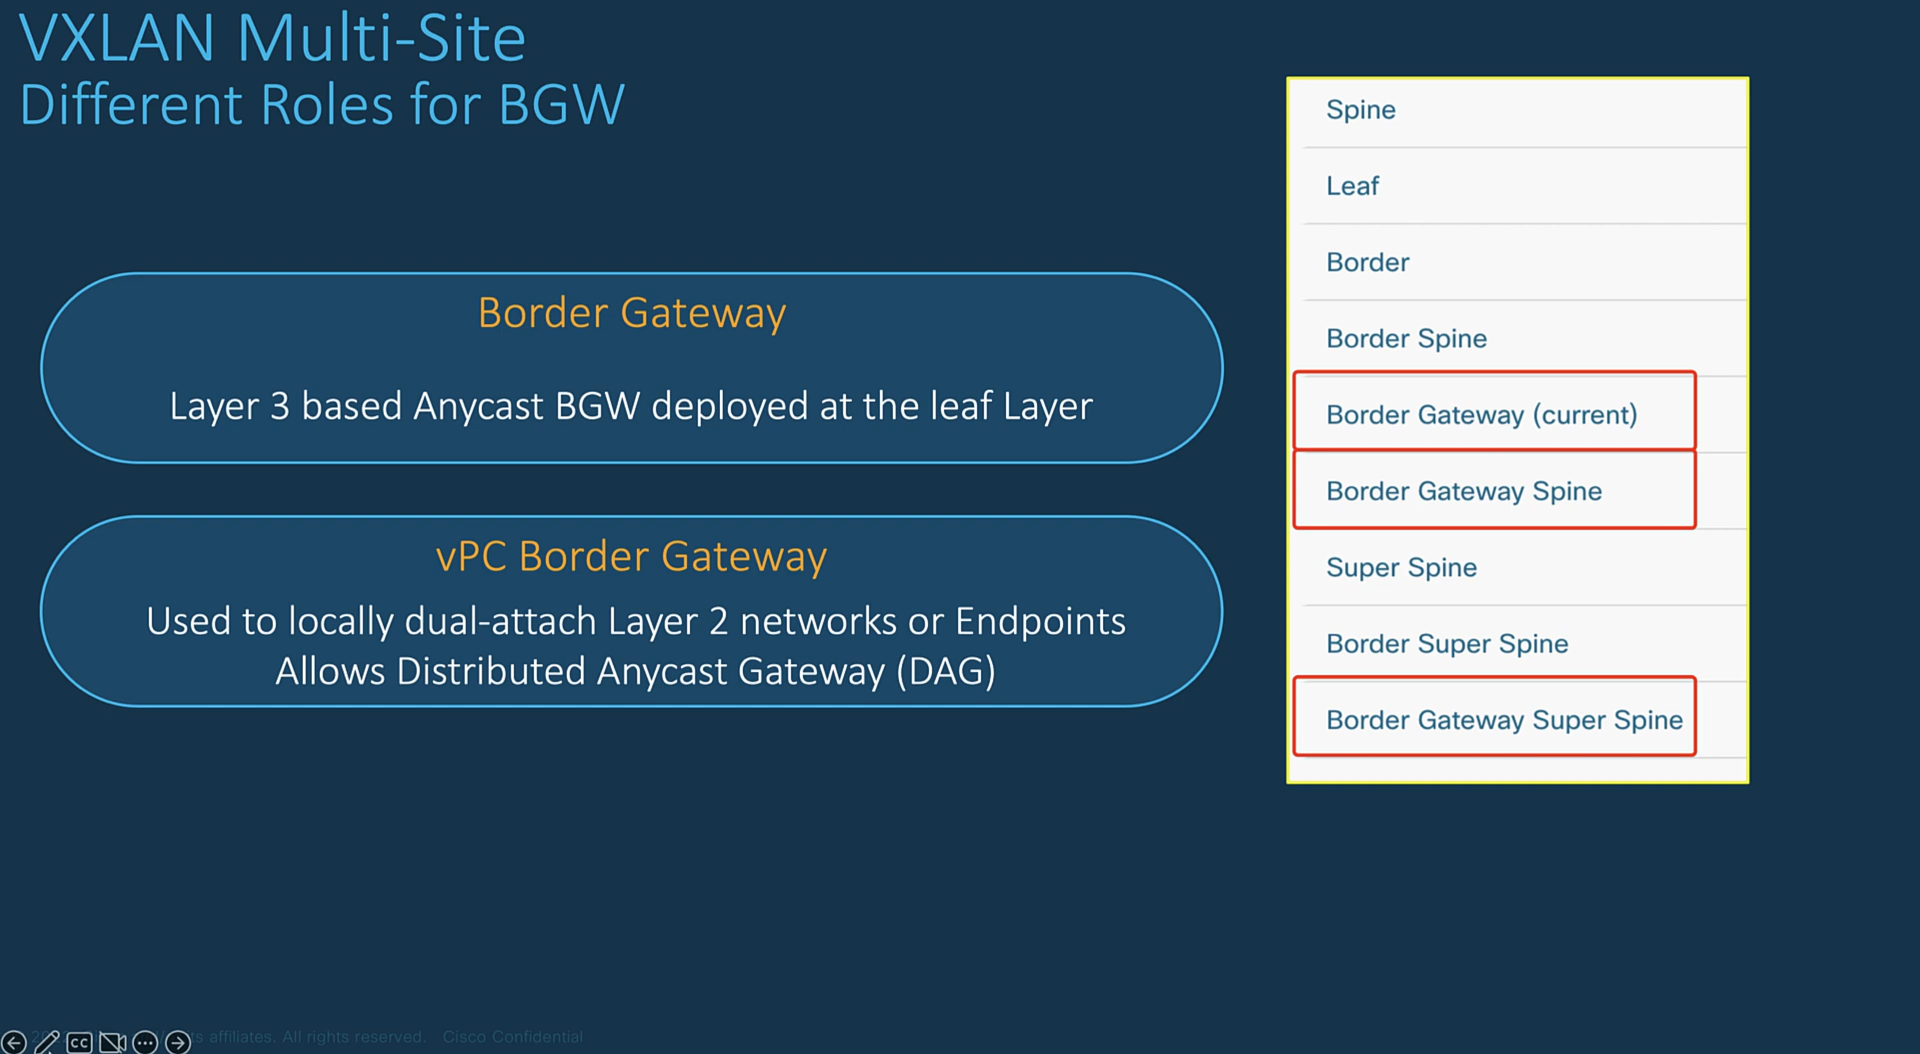 VXLAN Multi-Site
Different Roles for BGW
Border Gateway
Layer 3 based Anycast BGW deployed at the leaf Layer
vPC Border Gateway
Used to locally dual-attach Layer 2 networks or Endpoints
Allows Distributed Anycast Gateway (DAG)
Spine
Leaf
Border
Border Spine
Border Gateway (current)
Border Gateway Spine
Super Spine
Border Super Spine
Border Gateway Super Spine
affiliates. All rights reserved. Cisco Confidential
CC